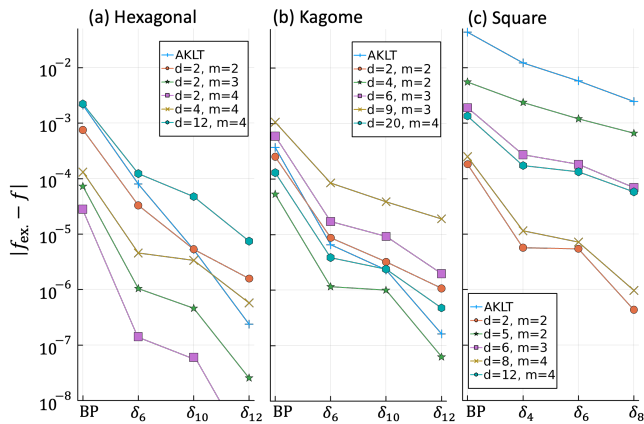 (a) Hexagonal
(b) Kagome
(c) Square
|f_ex. − f|
10⁻²
10⁻³
10⁻⁴
10⁻⁵
10⁻⁶
10⁻⁷
10⁻⁸
AKLT
d=2, m=2
d=2, m=3
d=2, m=4
d=4, m=4
d=12, m=4
BP δ₆ δ₁₀ δ₁₂
AKLT
d=2, m=2
d=4, m=2
d=6, m=3
d=9, m=3
d=20, m=4
BP δ₆ δ₁₀ δ₁₂
AKLT
d=2, m=2
d=5, m=2
d=6, m=3
d=8, m=4
d=12, m=4
BP δ₄ δ₆ δ₈